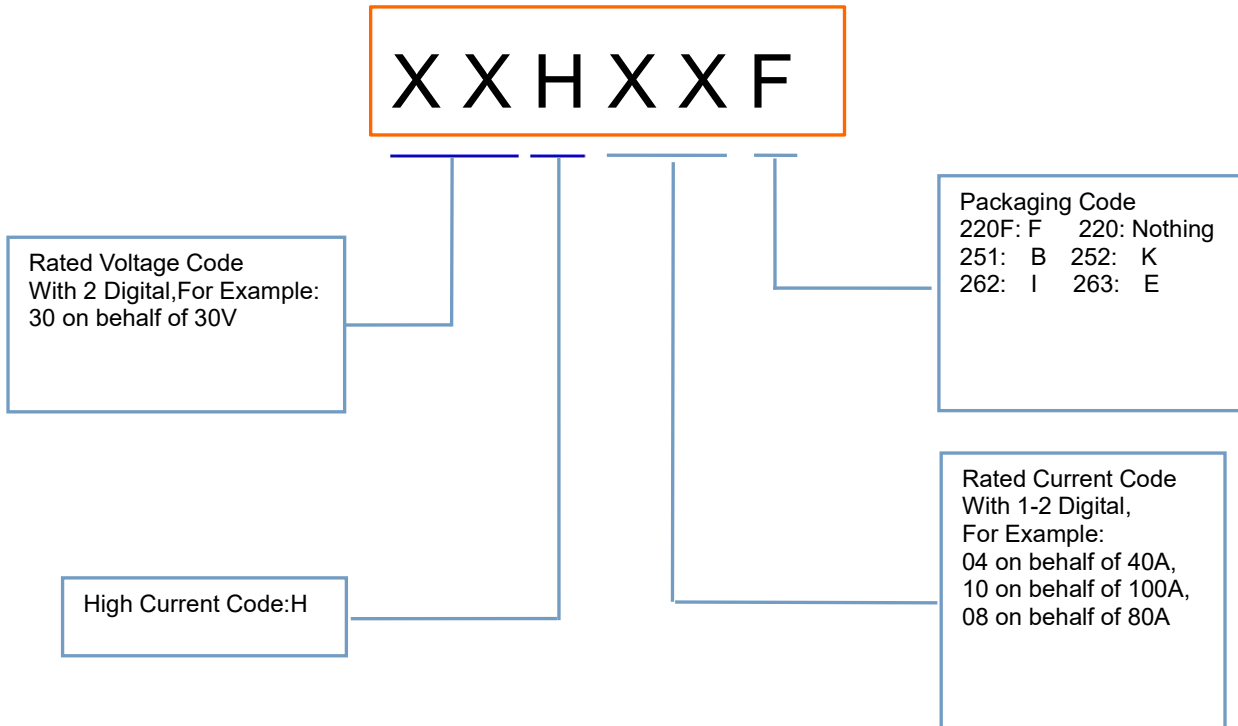 X X H X X F
Packaging Code
220F: F 220: Nothing
251: B 252: K
262: I 263: E
Rated Voltage Code
With 2 Digital,For Example:
30 on behalf of 30V
Rated Current Code
With 1-2 Digital,
For Example:
04 on behalf of 40A,
10 on behalf of 100A,
08 on behalf of 80A
High Current Code:H